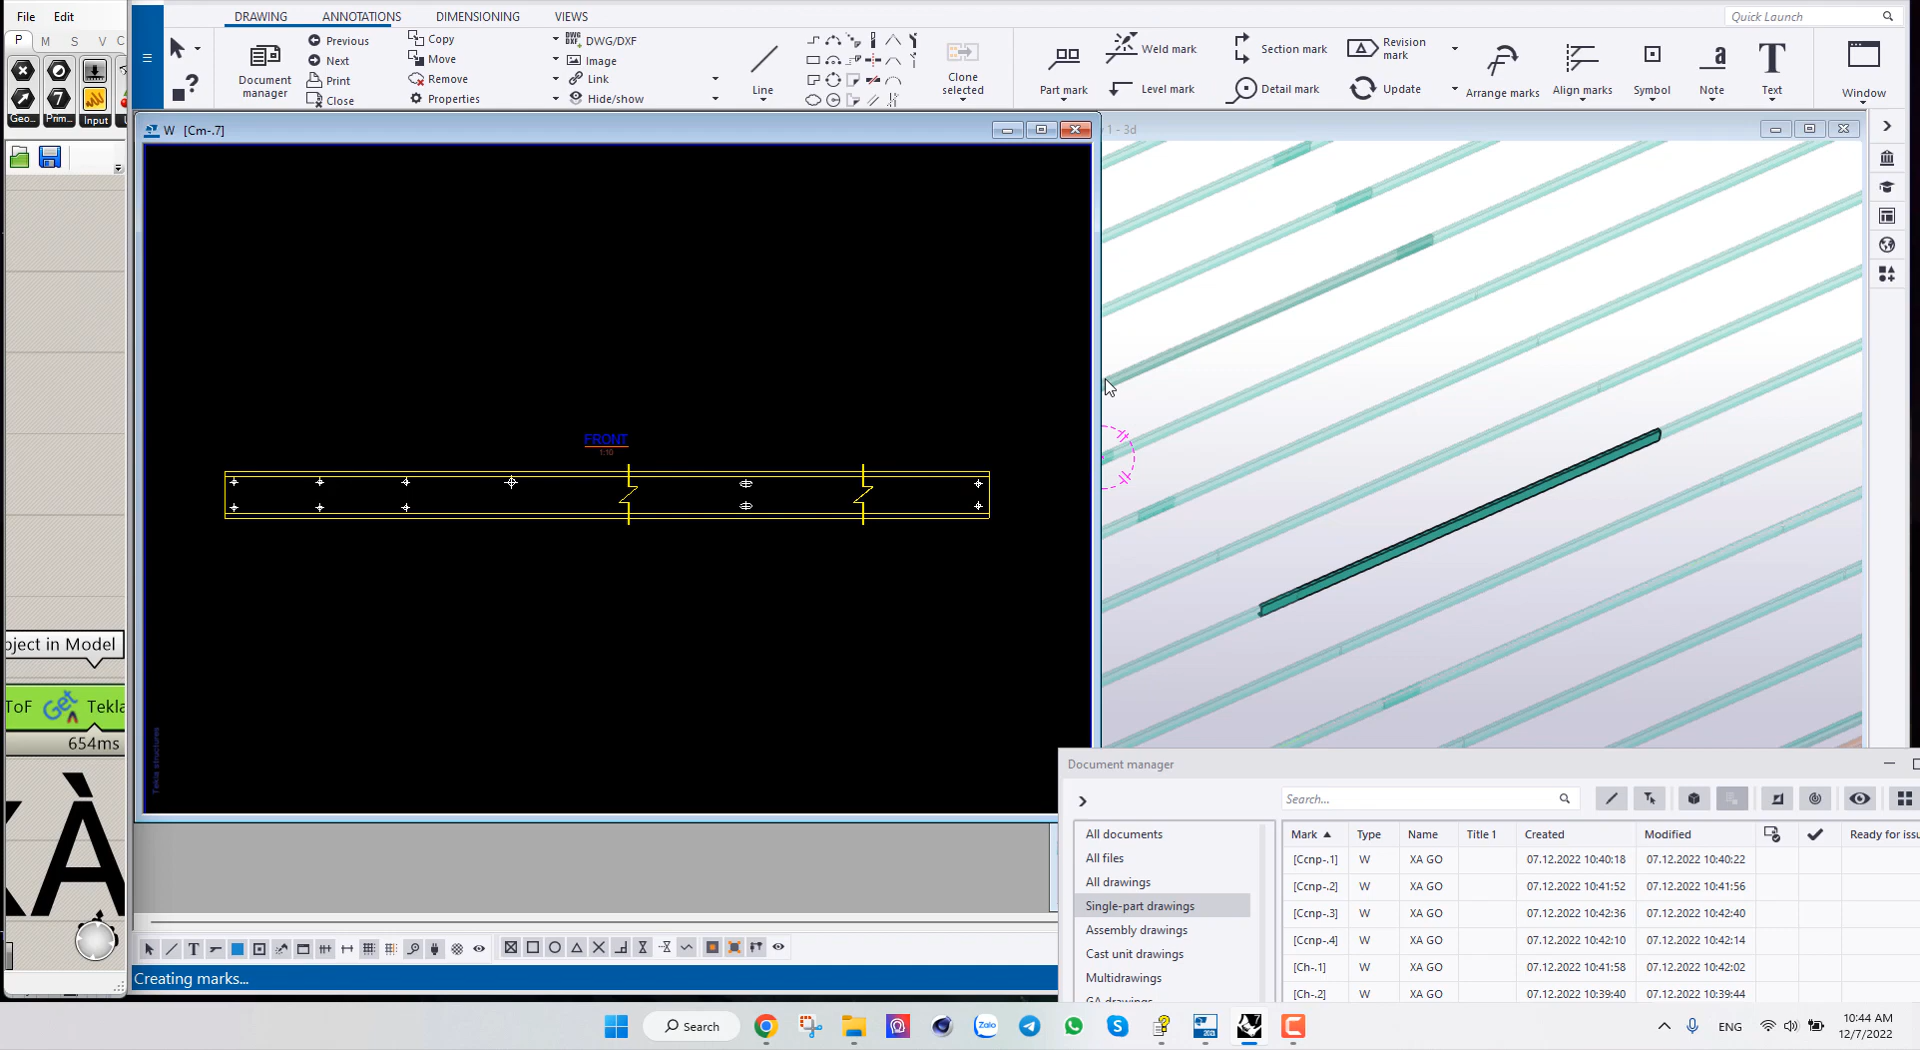 File Edit
DRAWING ANNOTATIONS DIMENSIONING VIEWS
Quick Launch
P M S V C
Geo... Prim... Input
Document manager
Previous
Next
Print
Close
Copy
Move
Remove
Properties
DWG/DXF
Image
Link
Hide/show
Line
Clone selected
Part mark
Weld mark
Level mark
Section mark
Detail mark
Revision mark
Update
Arrange marks
Align marks
Symbol
Note
Text
Window
W [Cm-.7]
1 - 3d
FRONT
1:10
Tekla structures
bject in Model
ToF Get Tekla
654ms
À
Document manager
Search...
All documents
All files
All drawings
Single-part drawings
Assembly drawings
Cast unit drawings
Multidrawings
GA drawings
Mark Type Name Title 1 Created Modified Ready for issu
[Ccnp-.1] W XA GO 07.12.2022 10:40:18 07.12.2022 10:40:22
[Ccnp-.2] W XA GO 07.12.2022 10:41:52 07.12.2022 10:41:56
[Ccnp-.3] W XA GO 07.12.2022 10:42:36 07.12.2022 10:42:40
[Ccnp-.4] W XA GO 07.12.2022 10:42:10 07.12.2022 10:42:14
[Ch-.1] W XA GO 07.12.2022 10:41:58 07.12.2022 10:42:02
[Ch-.2] W XA GO 07.12.2022 10:39:40 07.12.2022 10:39:44
Creating marks...
Search
Zalo
ENG
10:44 AM
12/7/2022